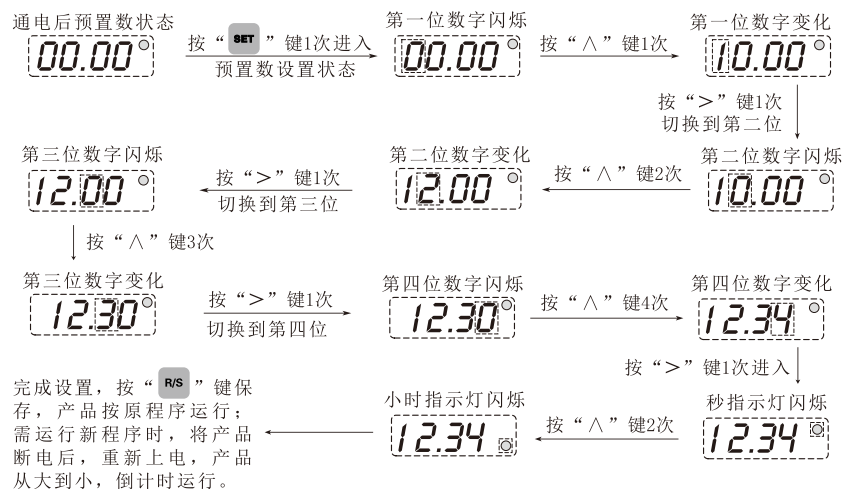 通电后预置数状态
00.00
按“SET”键1次进入
预置数设置状态
第一位数字闪烁
00.00
按“∧”键1次
第一位数字变化
10.00
按“>”键1次
切换到第二位
第二位数字闪烁
10.00
按“∧”键2次
第二位数字变化
12.00
按“>”键1次
切换到第三位
第三位数字闪烁
12.00
按“∧”键3次
第三位数字变化
12.30
按“>”键1次
切换到第四位
第四位数字闪烁
12.30
按“∧”键4次
第四位数字变化
12.34
按“>”键1次进入
秒指示灯闪烁
12.34
按“∧”键2次
小时指示灯闪烁
12.34
完成设置，按“R/S”键保
存，产品按原程序运行；
需运行新程序时，将产品
断电后，重新上电，产品
从大到小，倒计时运行。